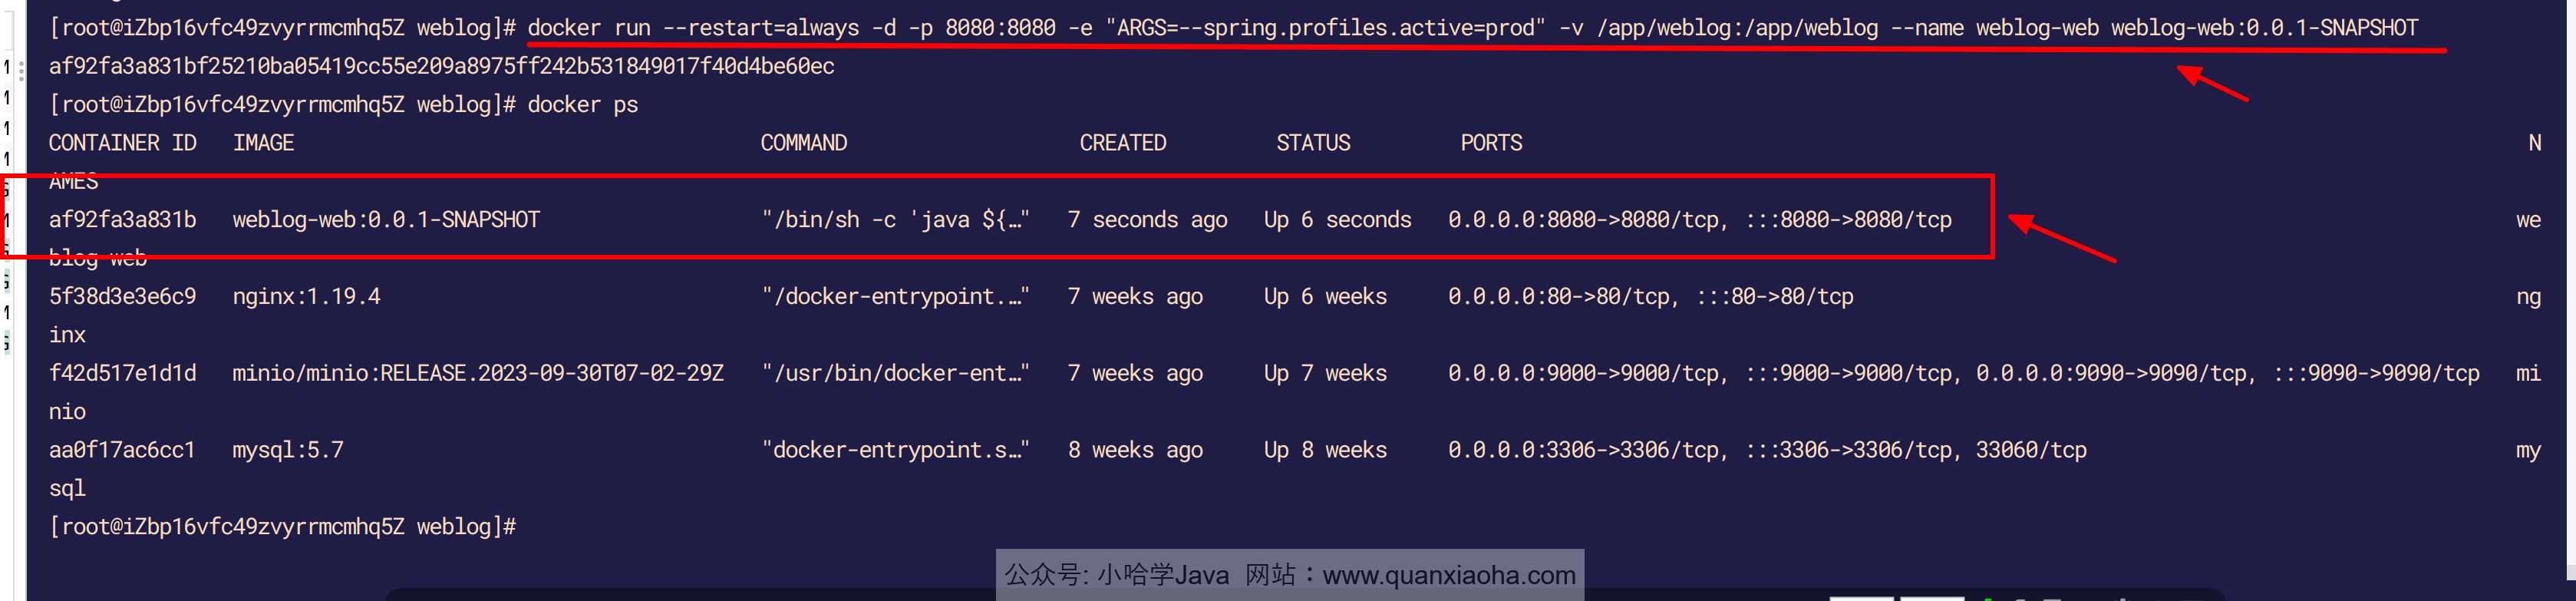 [root@iZbp16vfc49zvyrrmcmhq5Z weblog]# docker run --restart=always -d -p 8080:8080 -e "ARGS=--spring.profiles.active=prod" -v /app/weblog:/app/weblog --name weblog-web weblog-web:0.0.1-SNAPSHOT
af92fa3a831bf25210ba05419cc55e209a8975ff242b531849017f40d4be60ec
[root@iZbp16vfc49zvyrrmcmhq5Z weblog]# docker ps
CONTAINER ID   IMAGE                                      COMMAND                  CREATED         STATUS         PORTS                                                                                  N
AMES
af92fa3a831b   weblog-web:0.0.1-SNAPSHOT                  "/bin/sh -c 'java ${…"   7 seconds ago   Up 6 seconds   0.0.0.0:8080->8080/tcp, :::8080->8080/tcp                                              we
blog-web
5f38d3e3e6c9   nginx:1.19.4                               "/docker-entrypoint.…"   7 weeks ago     Up 6 weeks     0.0.0.0:80->80/tcp, :::80->80/tcp                                                      ng
inx
f42d517e1d1d   minio/minio:RELEASE.2023-09-30T07-02-29Z   "/usr/bin/docker-ent…"   7 weeks ago     Up 7 weeks     0.0.0.0:9000->9000/tcp, :::9000->9000/tcp, 0.0.0.0:9090->9090/tcp, :::9090->9090/tcp   mi
nio
aa0f17ac6cc1   mysql:5.7                                  "docker-entrypoint.s…"   8 weeks ago     Up 8 weeks     0.0.0.0:3306->3306/tcp, :::3306->3306/tcp, 33060/tcp                                   my
sql
[root@iZbp16vfc49zvyrrmcmhq5Z weblog]#
公众号: 小哈学Java 网站：www.quanxiaoha.com